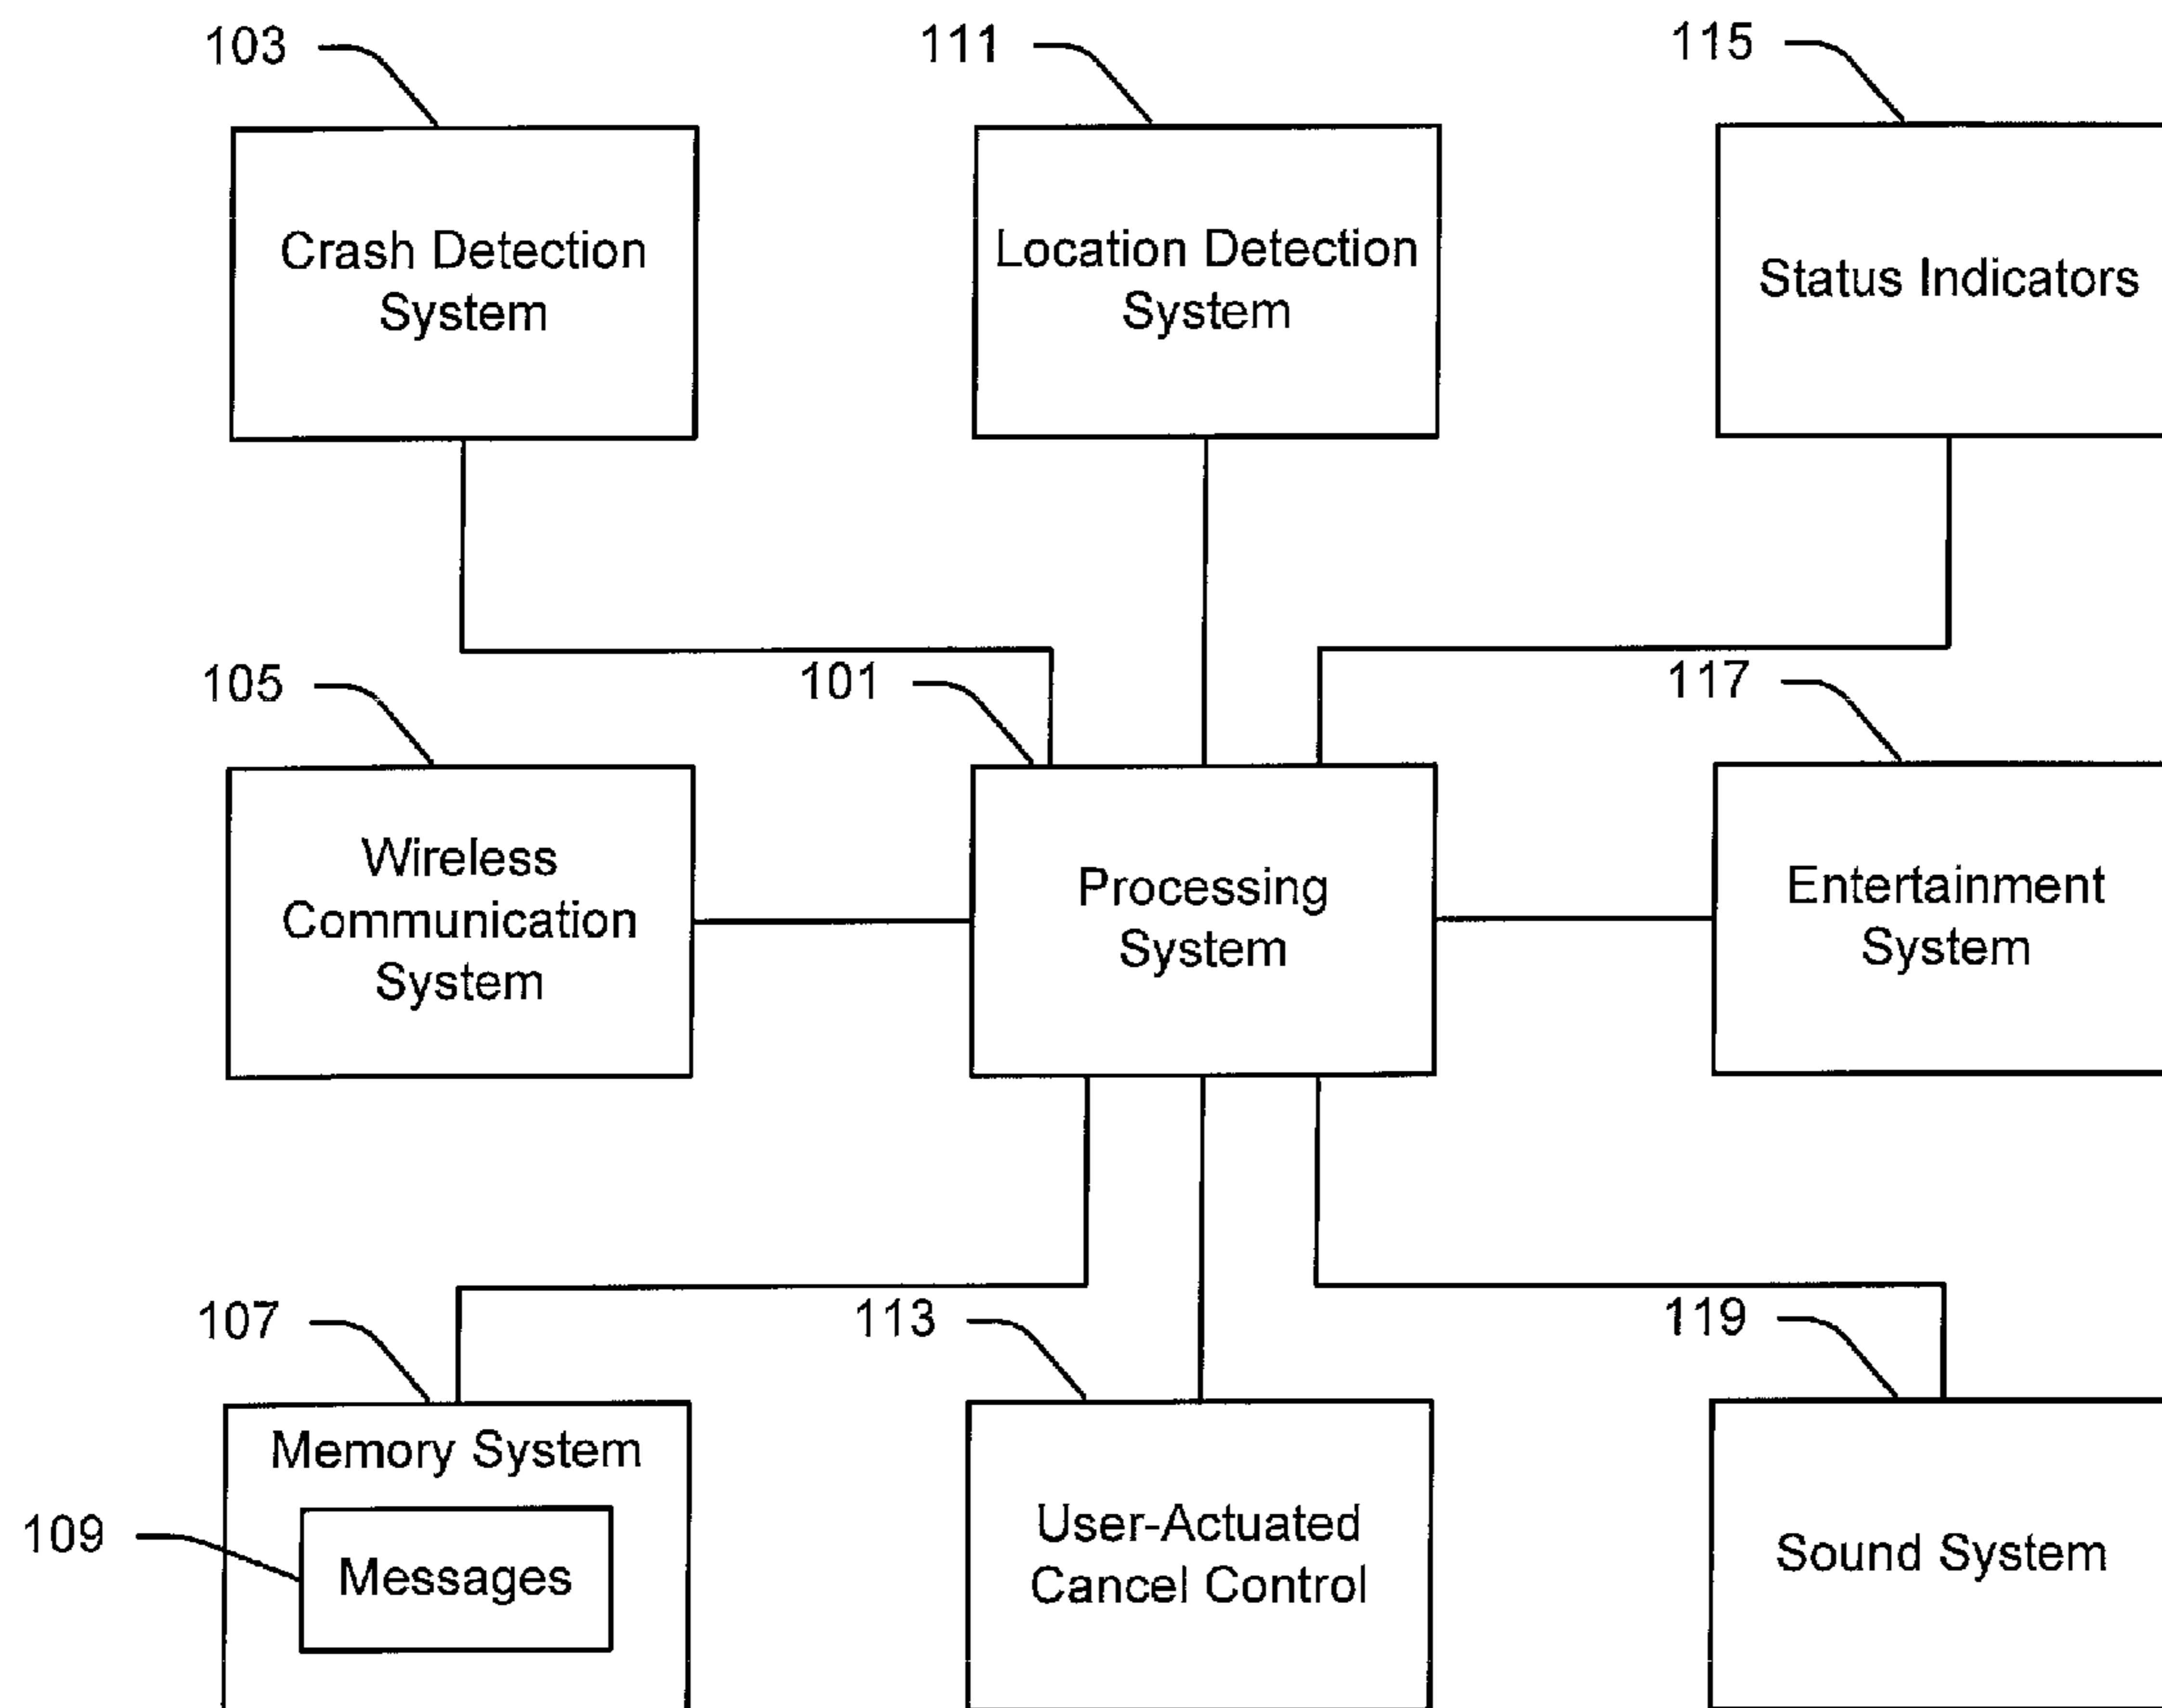 103
111
115
Crash Detection
System
Location Detection
System
Status Indicators
105
101
117
Wireless
Communication
System
Processing
System
Entertainment
System
107
113
119
Memory System
109
Messages
User-Actuated
Cancel Control
Sound System